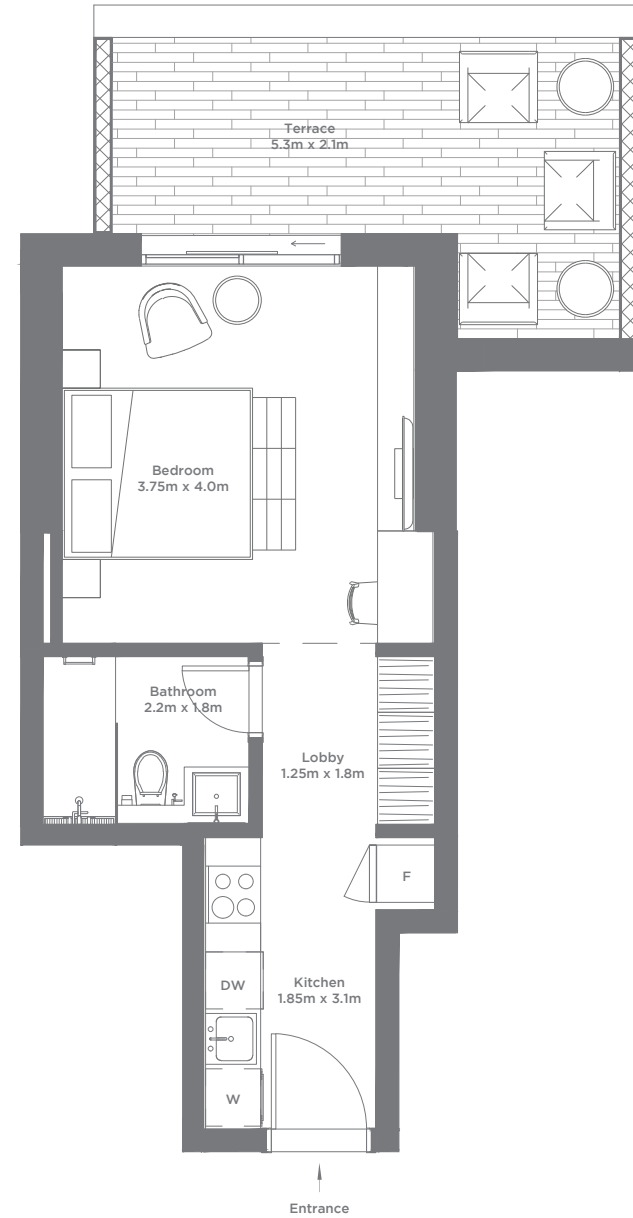 Terrace
5.3m x 2.1m
Bedroom
3.75m x 4.0m
Bathroom
2.2m x 1.8m
Lobby
1.25m x 1.8m
F
DW
Kitchen
1.85m x 3.1m
W
Entrance